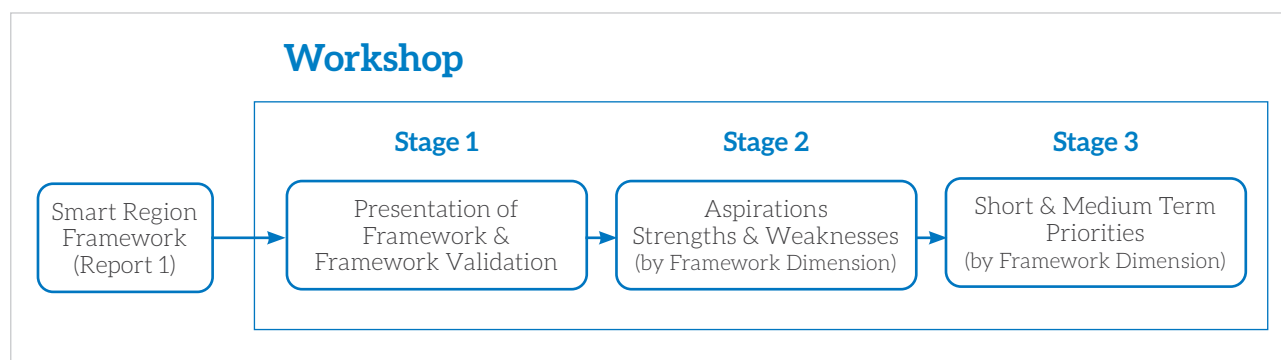 Workshop
Stage 1
Stage 2
Stage 3
Smart Region
Framework
(Report 1)
Presentation of
Framework &
Framework Validation
Aspirations
Strengths & Weaknesses
(by Framework Dimension)
Short & Medium Term
Priorities
(by Framework Dimension)